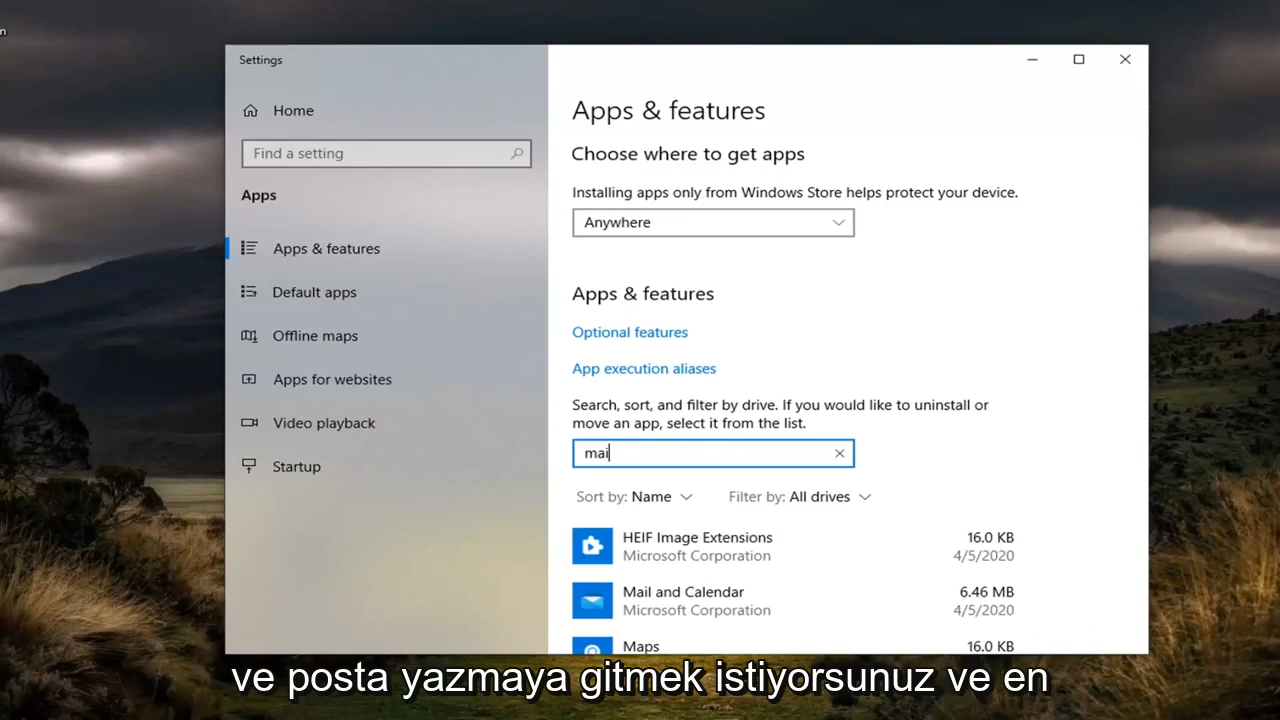 n
Settings
Home
Find a setting
Apps
Apps & features
Default apps
Offline maps
Apps for websites
Video playback
Startup
Apps & features
Choose where to get apps
Installing apps only from Windows Store helps protect your device.
Anywhere
Apps & features
Optional features
App execution aliases
Search, sort, and filter by drive. If you would like to uninstall or
move an app, select it from the list.
mai
Sort by: Name Filter by: All drives
HEIF Image Extensions 16.0 KB
Microsoft Corporation 4/5/2020
Mail and Calendar 6.46 MB
Microsoft Corporation 4/5/2020
Maps 16.0 KB
ve posta yazmaya gitmek istiyorsunuz ve en